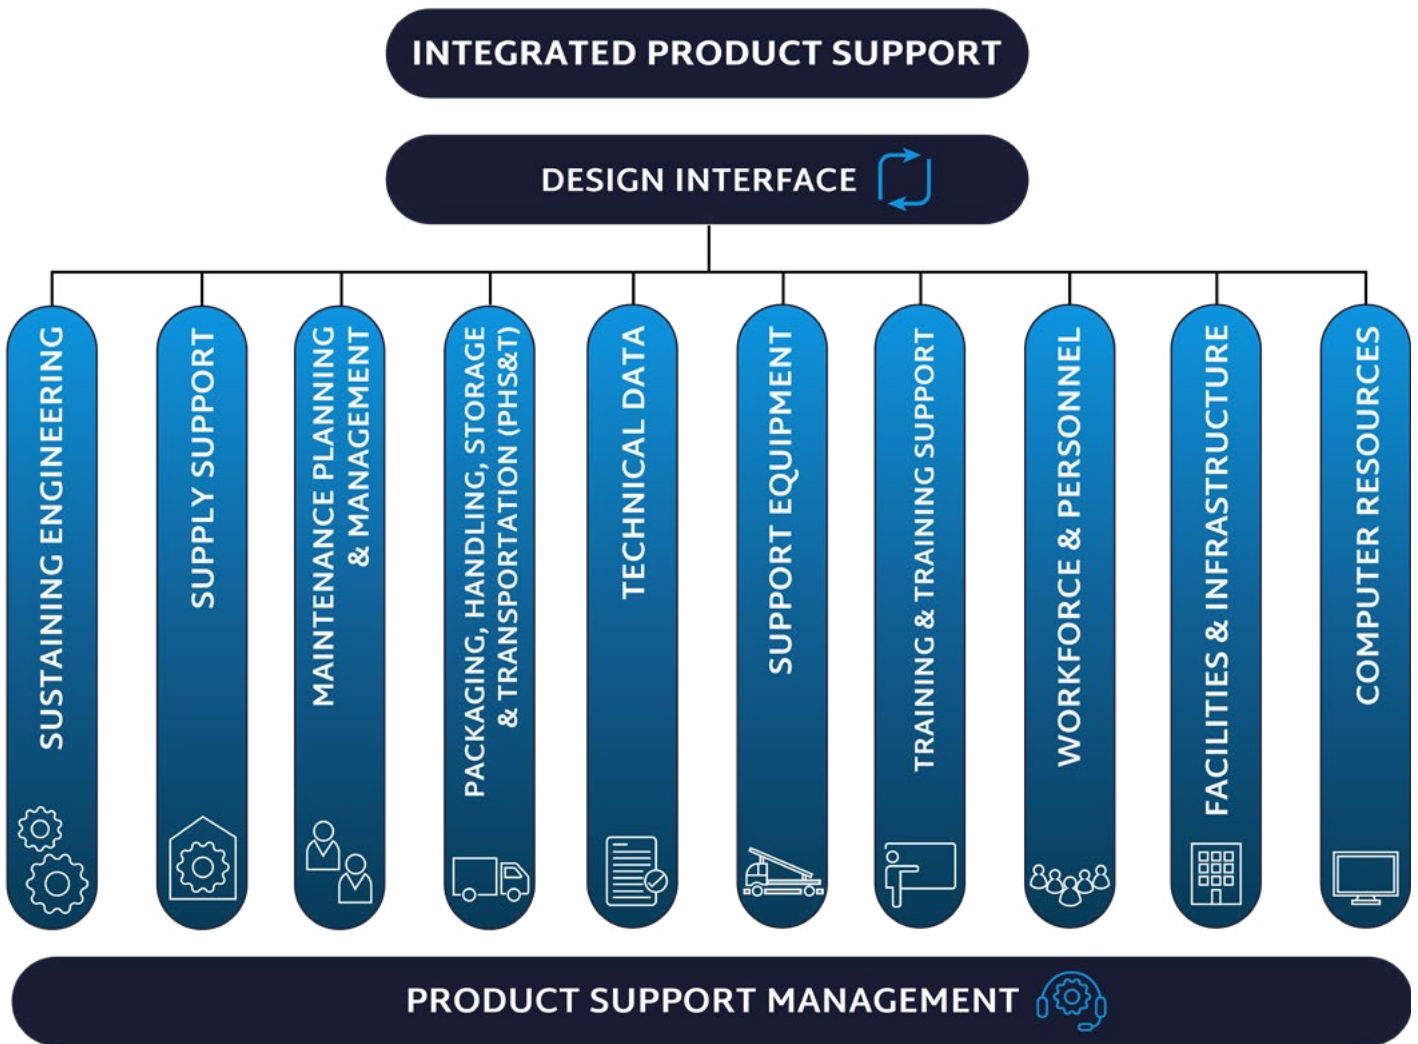 INTEGRATED PRODUCT SUPPORT
DESIGN INTERFACE
SUSTAINING ENGINEERING
SUPPLY SUPPORT
MAINTENANCE PLANNING
& MANAGEMENT
PACKAGING, HANDLING, STORAGE
& TRANSPORTATION (PHS&T)
TECHNICAL DATA
SUPPORT EQUIPMENT
TRAINING & TRAINING SUPPORT
WORKFORCE & PERSONNEL
FACILITIES & INFRASTRUCTURE
COMPUTER RESOURCES
PRODUCT SUPPORT MANAGEMENT